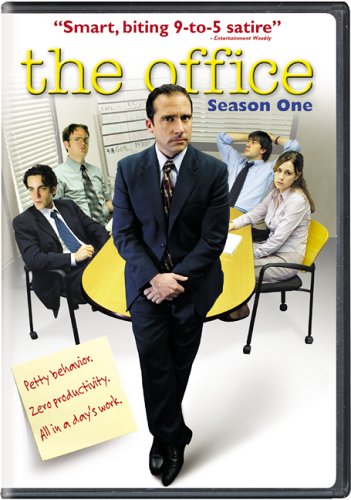 “Smart, biting 9-to-5 satire”
- Entertainment Weekly
the office
Season One
GOAL
Petty behavior.
Zero productivity.
All in a day's work.